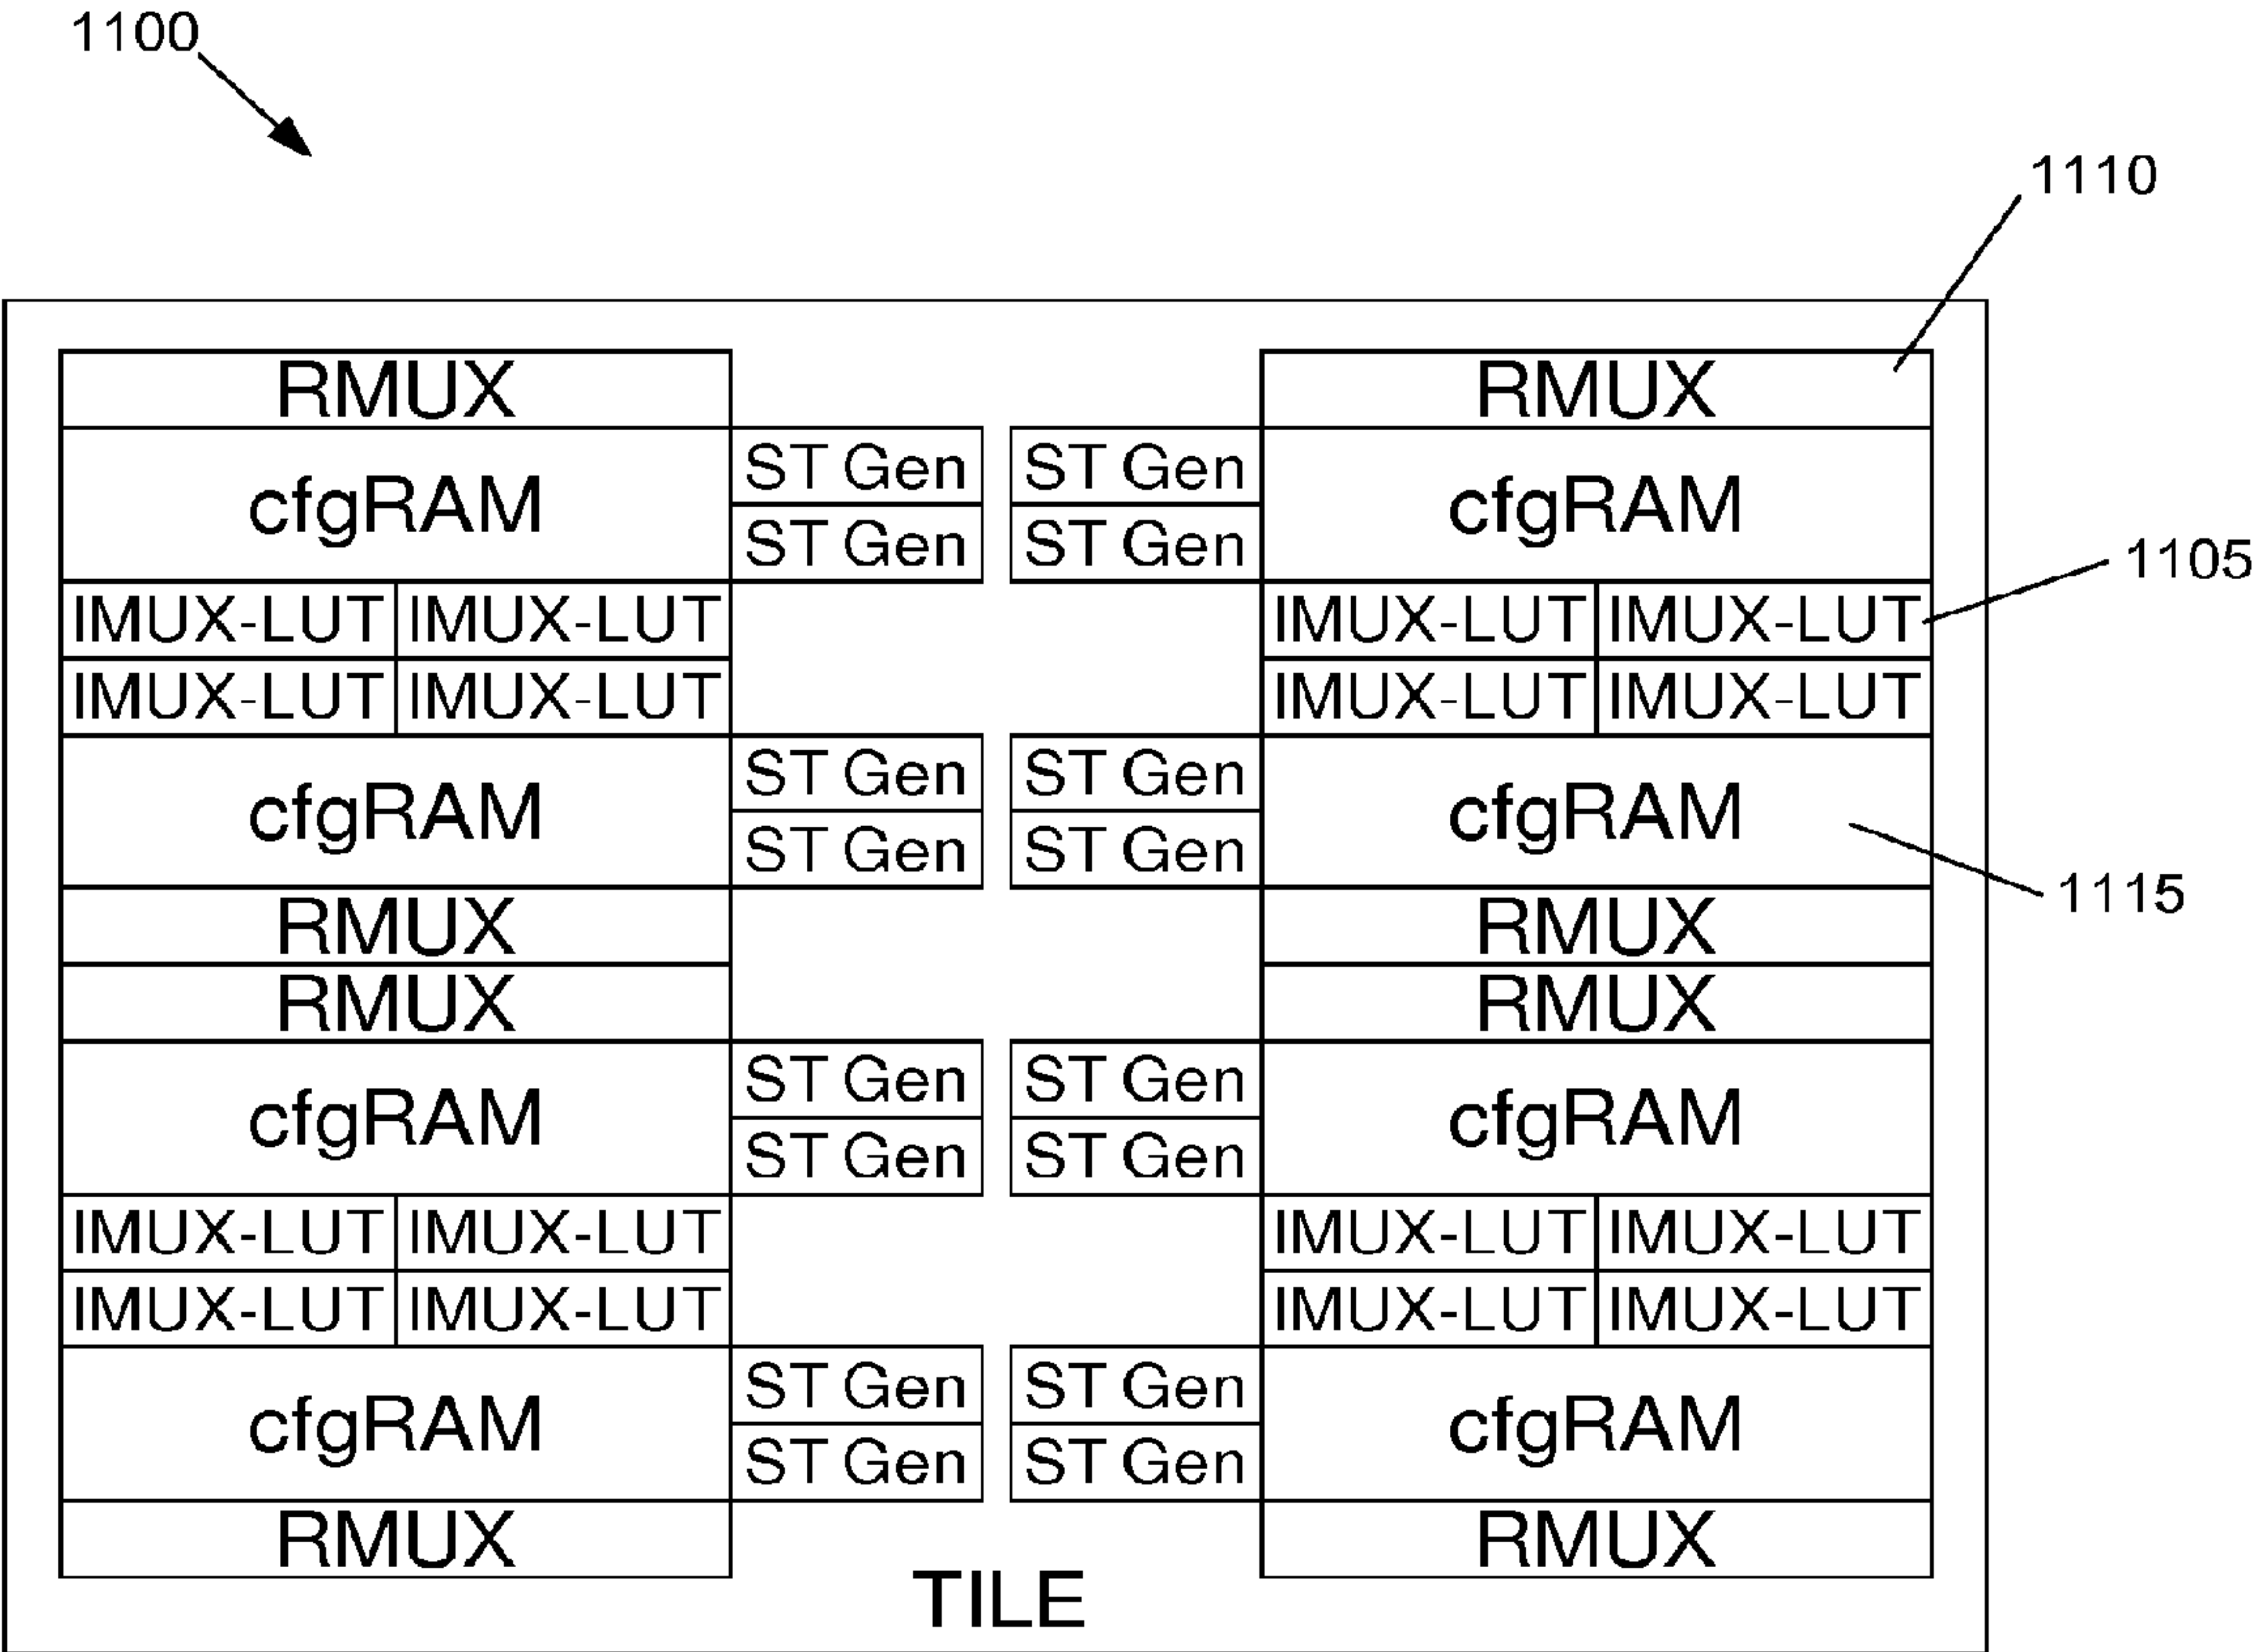 1100
1110
RMUX RMUX
cfgRAM ST Gen ST Gen cfgRAM
ST Gen ST Gen
1105
IMUX-LUT IMUX-LUT IMUX-LUT IMUX-LUT
IMUX-LUT IMUX-LUT IMUX-LUT IMUX-LUT
cfgRAM ST Gen ST Gen cfgRAM
ST Gen ST Gen
1115
RMUX RMUX
RMUX RMUX
cfgRAM ST Gen ST Gen cfgRAM
ST Gen ST Gen
IMUX-LUT IMUX-LUT IMUX-LUT IMUX-LUT
IMUX-LUT IMUX-LUT IMUX-LUT IMUX-LUT
cfgRAM ST Gen ST Gen cfgRAM
ST Gen ST Gen
RMUX RMUX
TILE